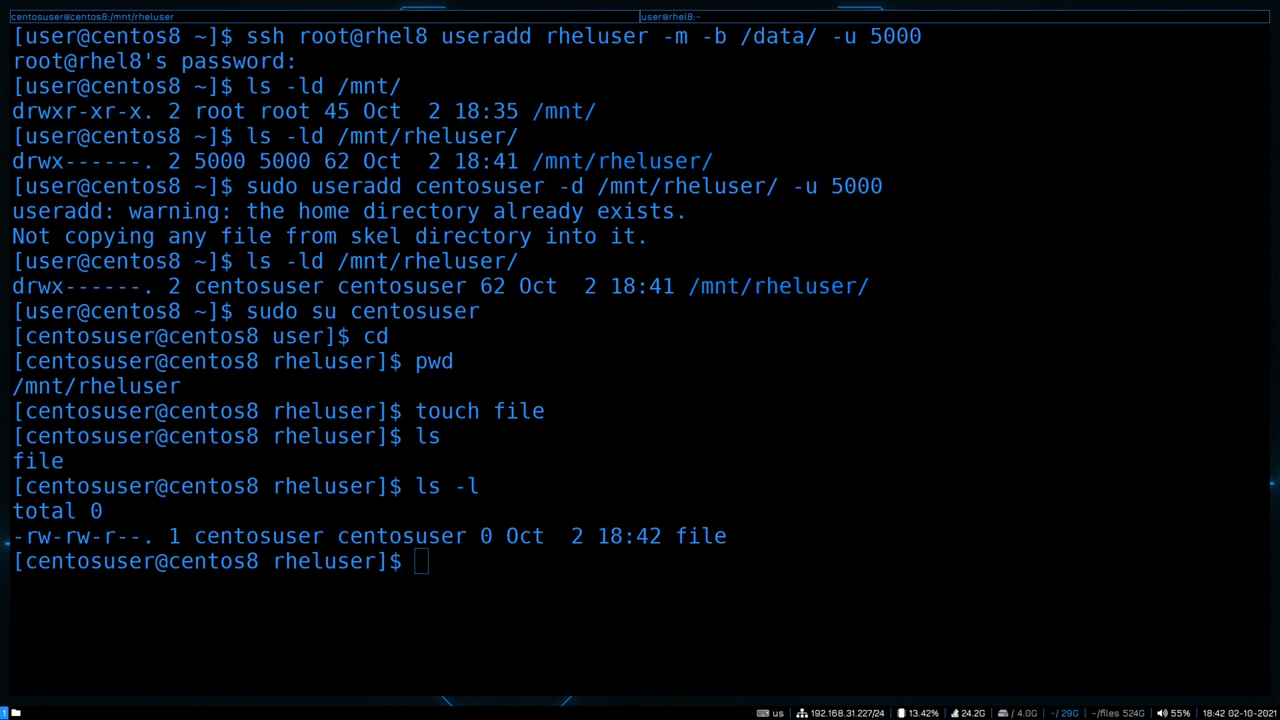 centosuser@centos8:/mnt/rheluser
user@rhel8:~
[user@centos8 ~]$ ssh root@rhel8 useradd rheluser -m -b /data/ -u 5000
root@rhel8's password:
[user@centos8 ~]$ ls -ld /mnt/
drwxr-xr-x. 2 root root 45 Oct  2 18:35 /mnt/
[user@centos8 ~]$ ls -ld /mnt/rheluser/
drwx------. 2 5000 5000 62 Oct  2 18:41 /mnt/rheluser/
[user@centos8 ~]$ sudo useradd centosuser -d /mnt/rheluser/ -u 5000
useradd: warning: the home directory already exists.
Not copying any file from skel directory into it.
[user@centos8 ~]$ ls -ld /mnt/rheluser/
drwx------. 2 centosuser centosuser 62 Oct  2 18:41 /mnt/rheluser/
[user@centos8 ~]$ sudo su centosuser
[centosuser@centos8 user]$ cd
[centosuser@centos8 rheluser]$ pwd
/mnt/rheluser
[centosuser@centos8 rheluser]$ touch file
[centosuser@centos8 rheluser]$ ls
file
[centosuser@centos8 rheluser]$ ls -l
total 0
-rw-rw-r--. 1 centosuser centosuser 0 Oct  2 18:42 file
[centosuser@centos8 rheluser]$
1 us 192.168.31.227/24 13.42% 24.2G / 4.0G ~/ 29G ~/files 524G 55% 18:42 02-10-2021